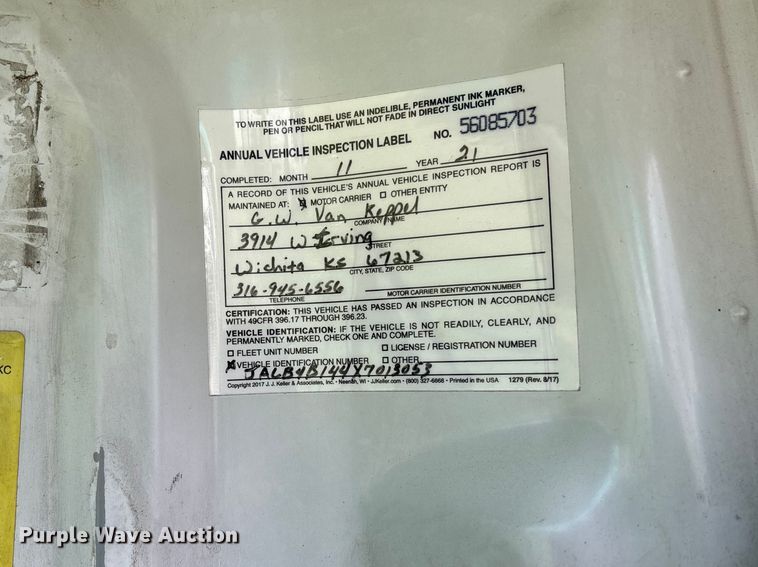 TO WRITE ON THIS LABEL USE AN INDELIBLE, PERMANENT INK MARKER,
PEN OR PENCIL THAT WILL NOT FADE IN DIRECT SUNLIGHT
ANNUAL VEHICLE INSPECTION LABEL NO. 56085703
COMPLETED: MONTH 11 YEAR 21
A RECORD OF THIS VEHICLE'S ANNUAL VEHICLE INSPECTION REPORT IS
MAINTAINED AT: ☒ MOTOR CARRIER ☐ OTHER ENTITY
G.W. Van Keppel
COMPANY NAME
3914 W Irving
STREET
Wichita KS 67213
CITY, STATE, ZIP CODE
316-945-6556
TELEPHONE MOTOR CARRIER IDENTIFICATION NUMBER
CERTIFICATION: THIS VEHICLE HAS PASSED AN INSPECTION IN ACCORDANCE
WITH 49CFR 396.17 THROUGH 396.23.
VEHICLE IDENTIFICATION: IF THE VEHICLE IS NOT READILY, CLEARLY, AND
PERMANENTLY MARKED, CHECK ONE AND COMPLETE.
☐ FLEET UNIT NUMBER ☐ LICENSE / REGISTRATION NUMBER
☒ VEHICLE IDENTIFICATION NUMBER ☐ OTHER
JALB4B144X7013053
Copyright 2017 J. J. Keller & Associates, Inc. • Neenah, WI • JJKeller.com • (800) 327-6868 • Printed in the USA 1279 (Rev. 8/17)
KC
Purple Wave Auction